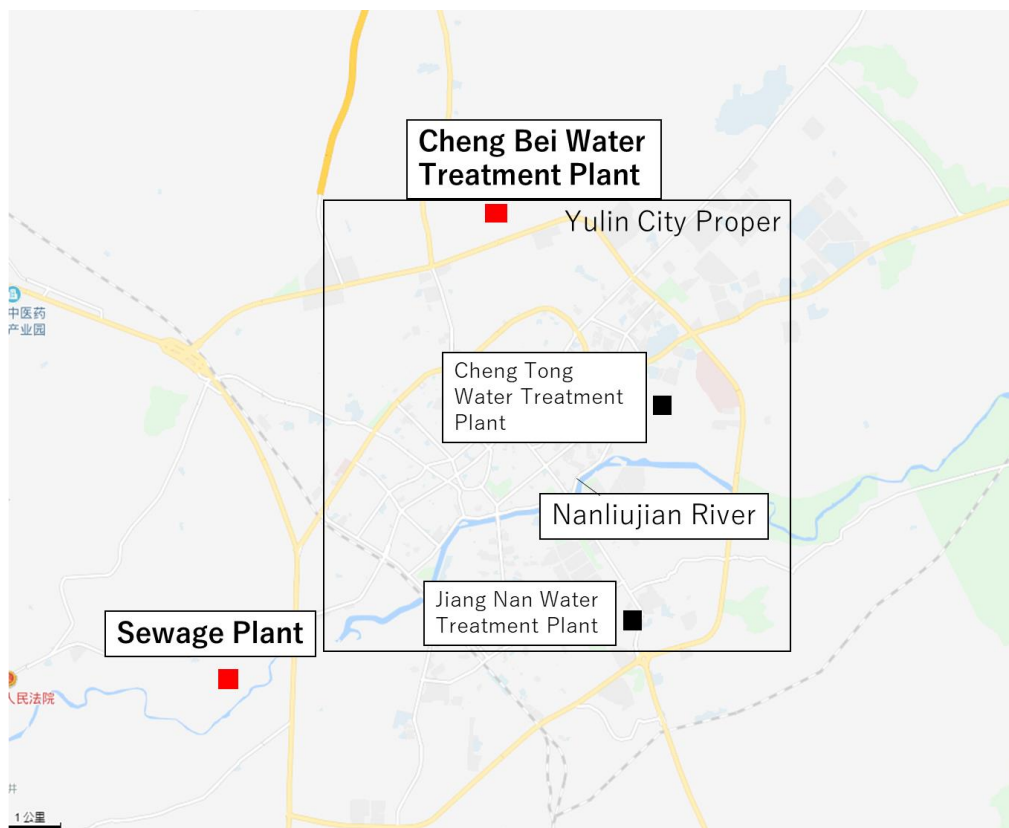 Cheng Bei Water
Treatment Plant
Yulin City Proper
中医药
产业园
Cheng Tong
Water Treatment
Plant
Nanliujian River
Jiang Nan Water
Treatment Plant
Sewage Plant
人民法院
井
1 公里